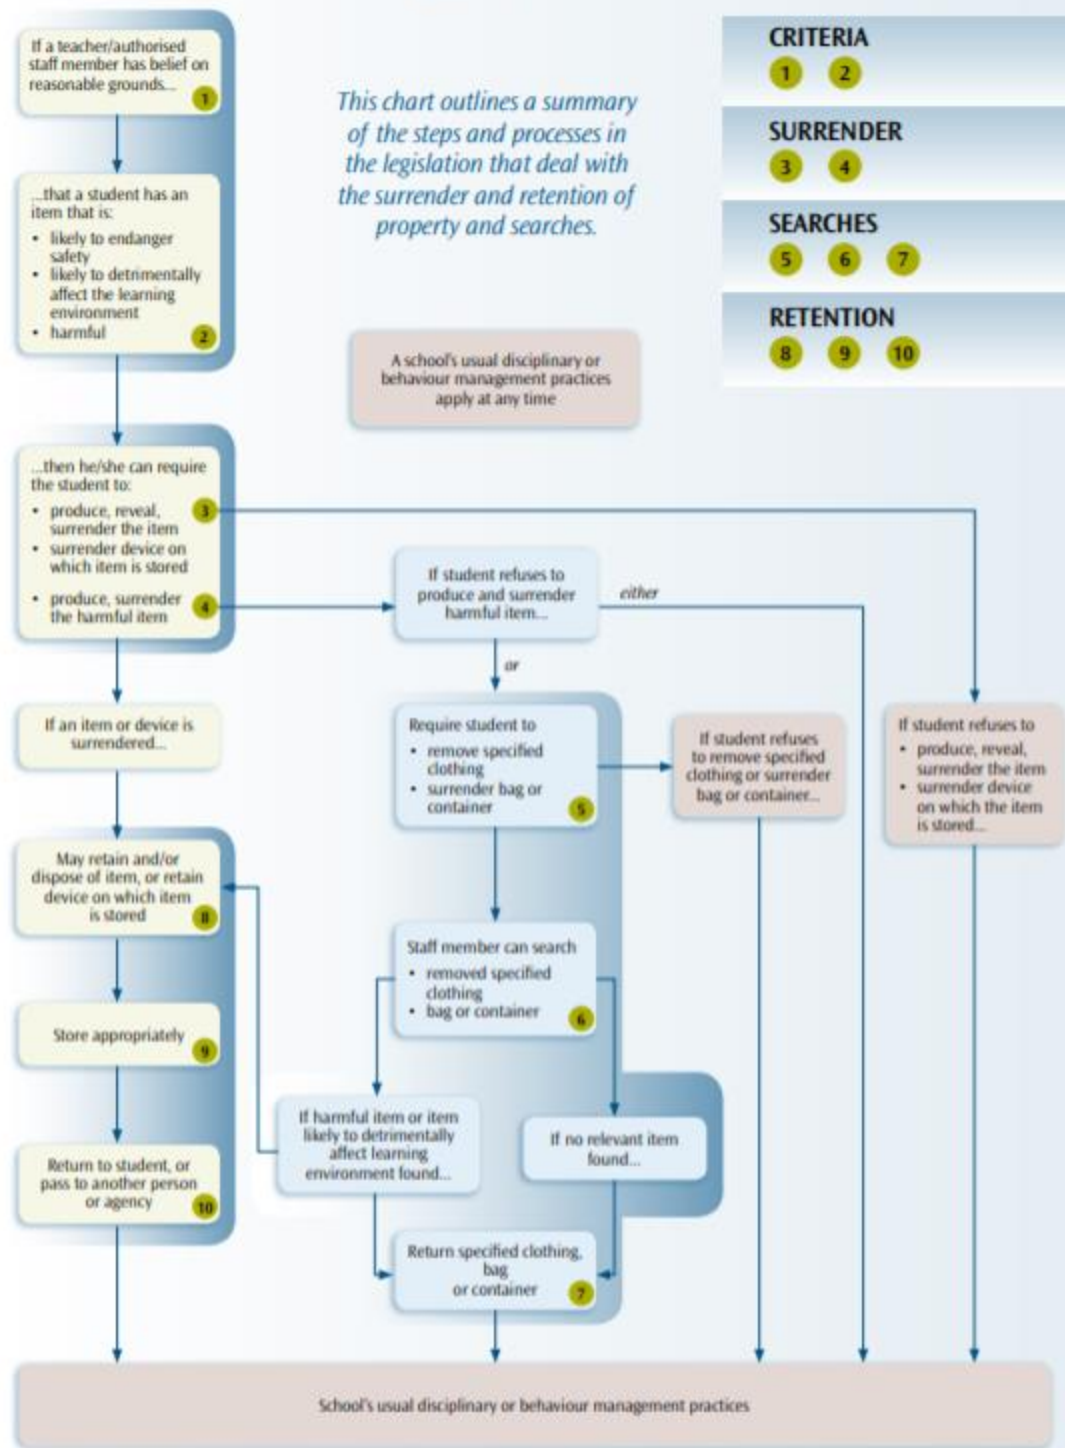 If a teacher/authorised
staff member has belief on
reasonable grounds...
1
...that a student has an
item that is:
• likely to endanger
safety
• likely to detrimentally
affect the learning
environment
• harmful
2
This chart outlines a summary
of the steps and processes in
the legislation that deal with
the surrender and retention of
property and searches.
CRITERIA
1 2
SURRENDER
3 4
SEARCHES
5 6 7
RETENTION
8 9 10
A school's usual disciplinary or
behaviour management practices
apply at any time
...then he/she can require
the student to:
• produce, reveal,
surrender the item
3
• surrender device on
which item is stored
• produce, surrender
the harmful item
4
If student refuses to
produce and surrender
harmful item...
either
or
If an item or device is
surrendered...
Require student to
• remove specified
clothing
• surrender bag or
container
5
If student refuses
to remove specified
clothing or surrender
bag or container...
If student refuses to
• produce, reveal,
surrender the item
• surrender device
on which the item
is stored...
May retain and/or
dispose of item, or retain
device on which item
is stored
8
Staff member can search
• removed specified
clothing
• bag or container
6
Store appropriately
9
If harmful item or item
likely to detrimentally
affect learning
environment found...
If no relevant item
found...
Return to student, or
pass to another person
or agency
10
Return specified clothing,
bag
or container
7
School's usual disciplinary or behaviour management practices